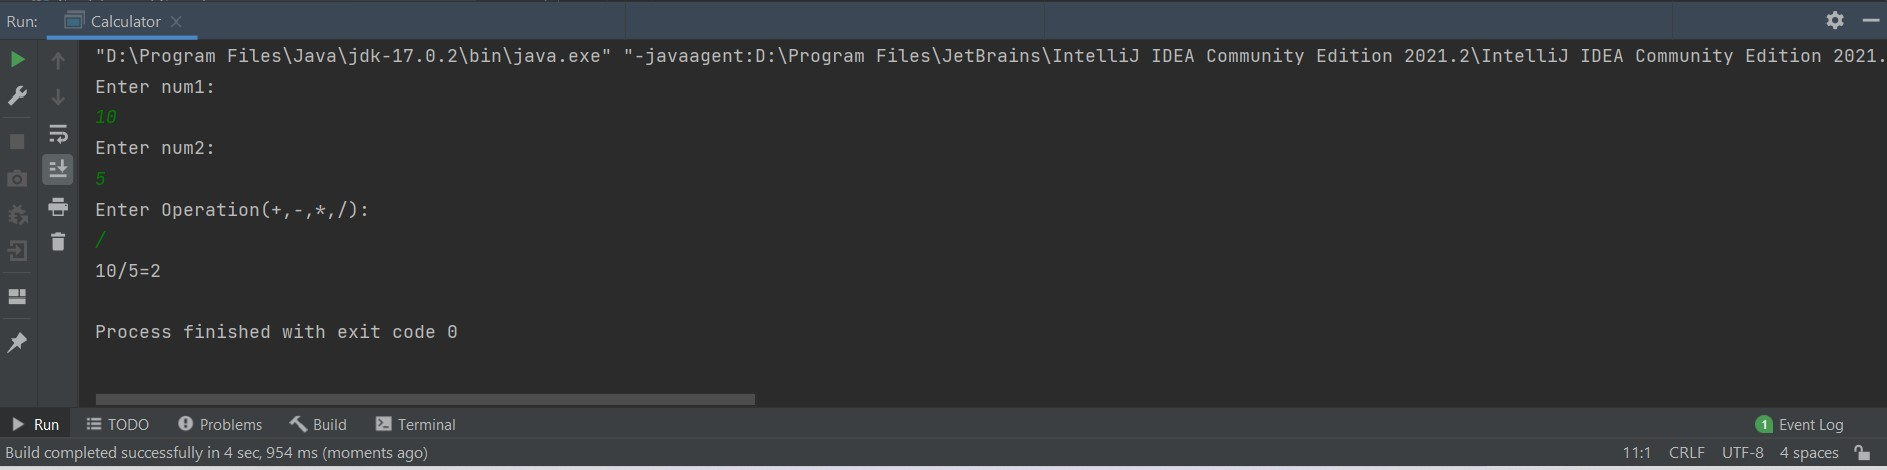 Run: Calculator
"D:\Program Files\Java\jdk-17.0.2\bin\java.exe" "-javaagent:D:\Program Files\JetBrains\IntelliJ IDEA Community Edition 2021.2\IntelliJ IDEA Community Edition 2021.
Enter num1:
10
Enter num2:
5
Enter Operation(+,-,*,/):
/
10/5=2
Process finished with exit code 0
Run TODO Problems Build Terminal 1 Event Log
Build completed successfully in 4 sec, 954 ms (moments ago) 11:1 CRLF UTF-8 4 spaces